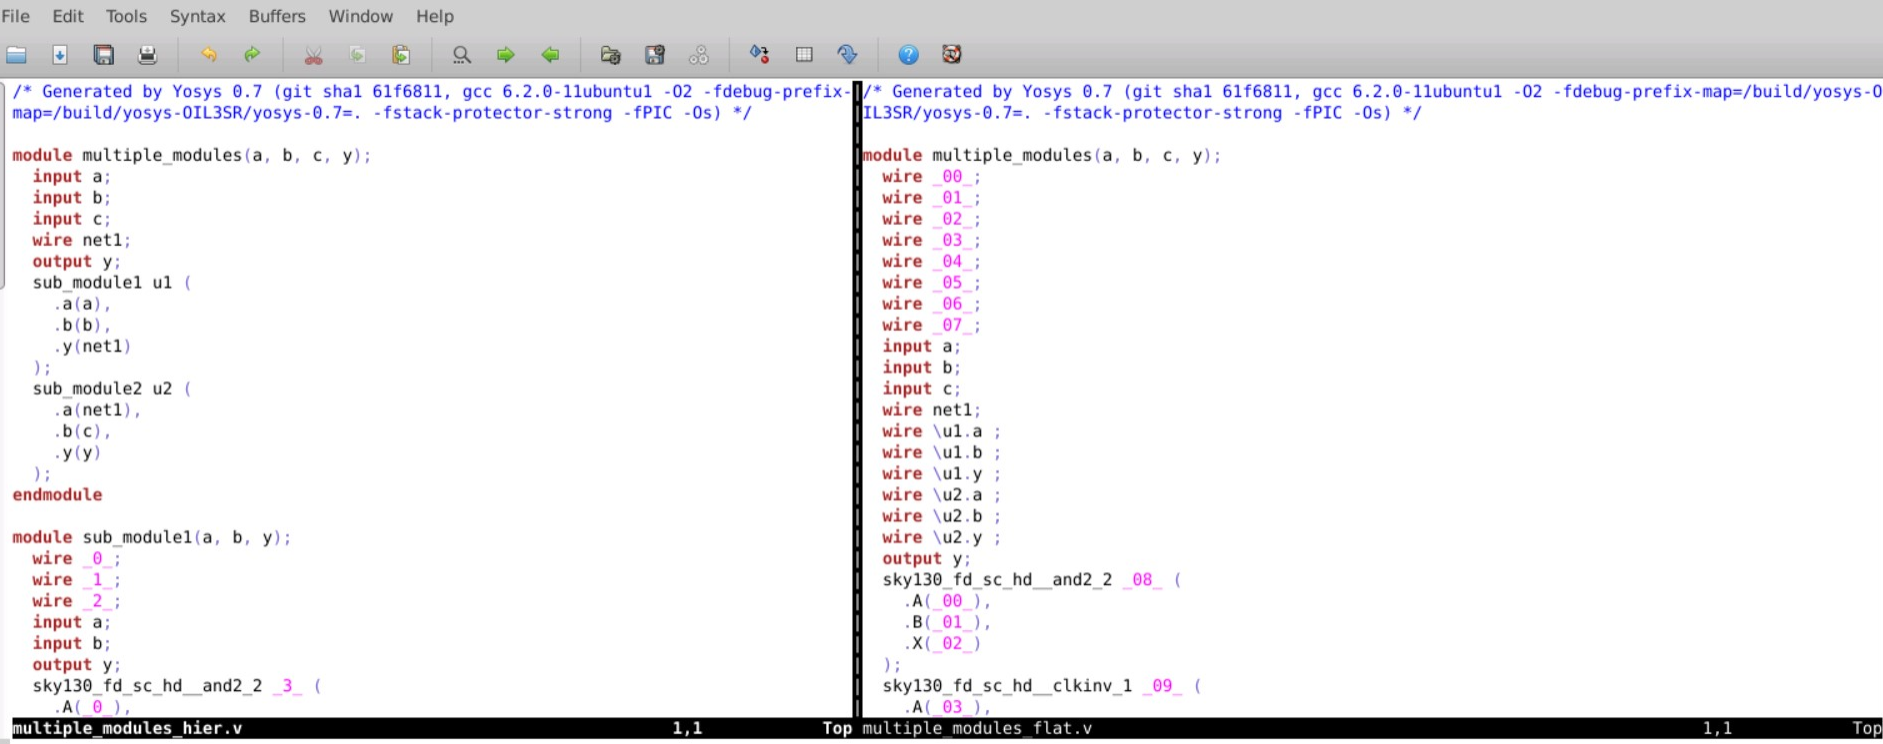 File Edit Tools Syntax Buffers Window Help
/* Generated by Yosys 0.7 (git sha1 61f6811, gcc 6.2.0-11ubuntu1 -O2 -fdebug-prefix-
map=/build/yosys-OIL3SR/yosys-0.7=. -fstack-protector-strong -fPIC -Os) */
module multiple_modules(a, b, c, y);
input a;
input b;
input c;
wire net1;
output y;
sub_module1 u1 (
.a(a),
.b(b),
.y(net1)
);
sub_module2 u2 (
.a(net1),
.b(c),
.y(y)
);
endmodule
module sub_module1(a, b, y);
wire _0_;
wire _1_;
wire _2_;
input a;
input b;
output y;
sky130_fd_sc_hd__and2_2 _3_ (
.A(_0_),
multiple_modules_hier.v 1,1 Top
/* Generated by Yosys 0.7 (git sha1 61f6811, gcc 6.2.0-11ubuntu1 -O2 -fdebug-prefix-map=/build/yosys-O
IL3SR/yosys-0.7=. -fstack-protector-strong -fPIC -Os) */
module multiple_modules(a, b, c, y);
wire _00_;
wire _01_;
wire _02_;
wire _03_;
wire _04_;
wire _05_;
wire _06_;
wire _07_;
input a;
input b;
input c;
wire net1;
wire \u1.a ;
wire \u1.b ;
wire \u1.y ;
wire \u2.a ;
wire \u2.b ;
wire \u2.y ;
output y;
sky130_fd_sc_hd__and2_2 _08_ (
.A(_00_),
.B(_01_),
.X(_02_)
);
sky130_fd_sc_hd__clkinv_1 _09_ (
.A(_03_),
multiple_modules_flat.v 1,1 Top